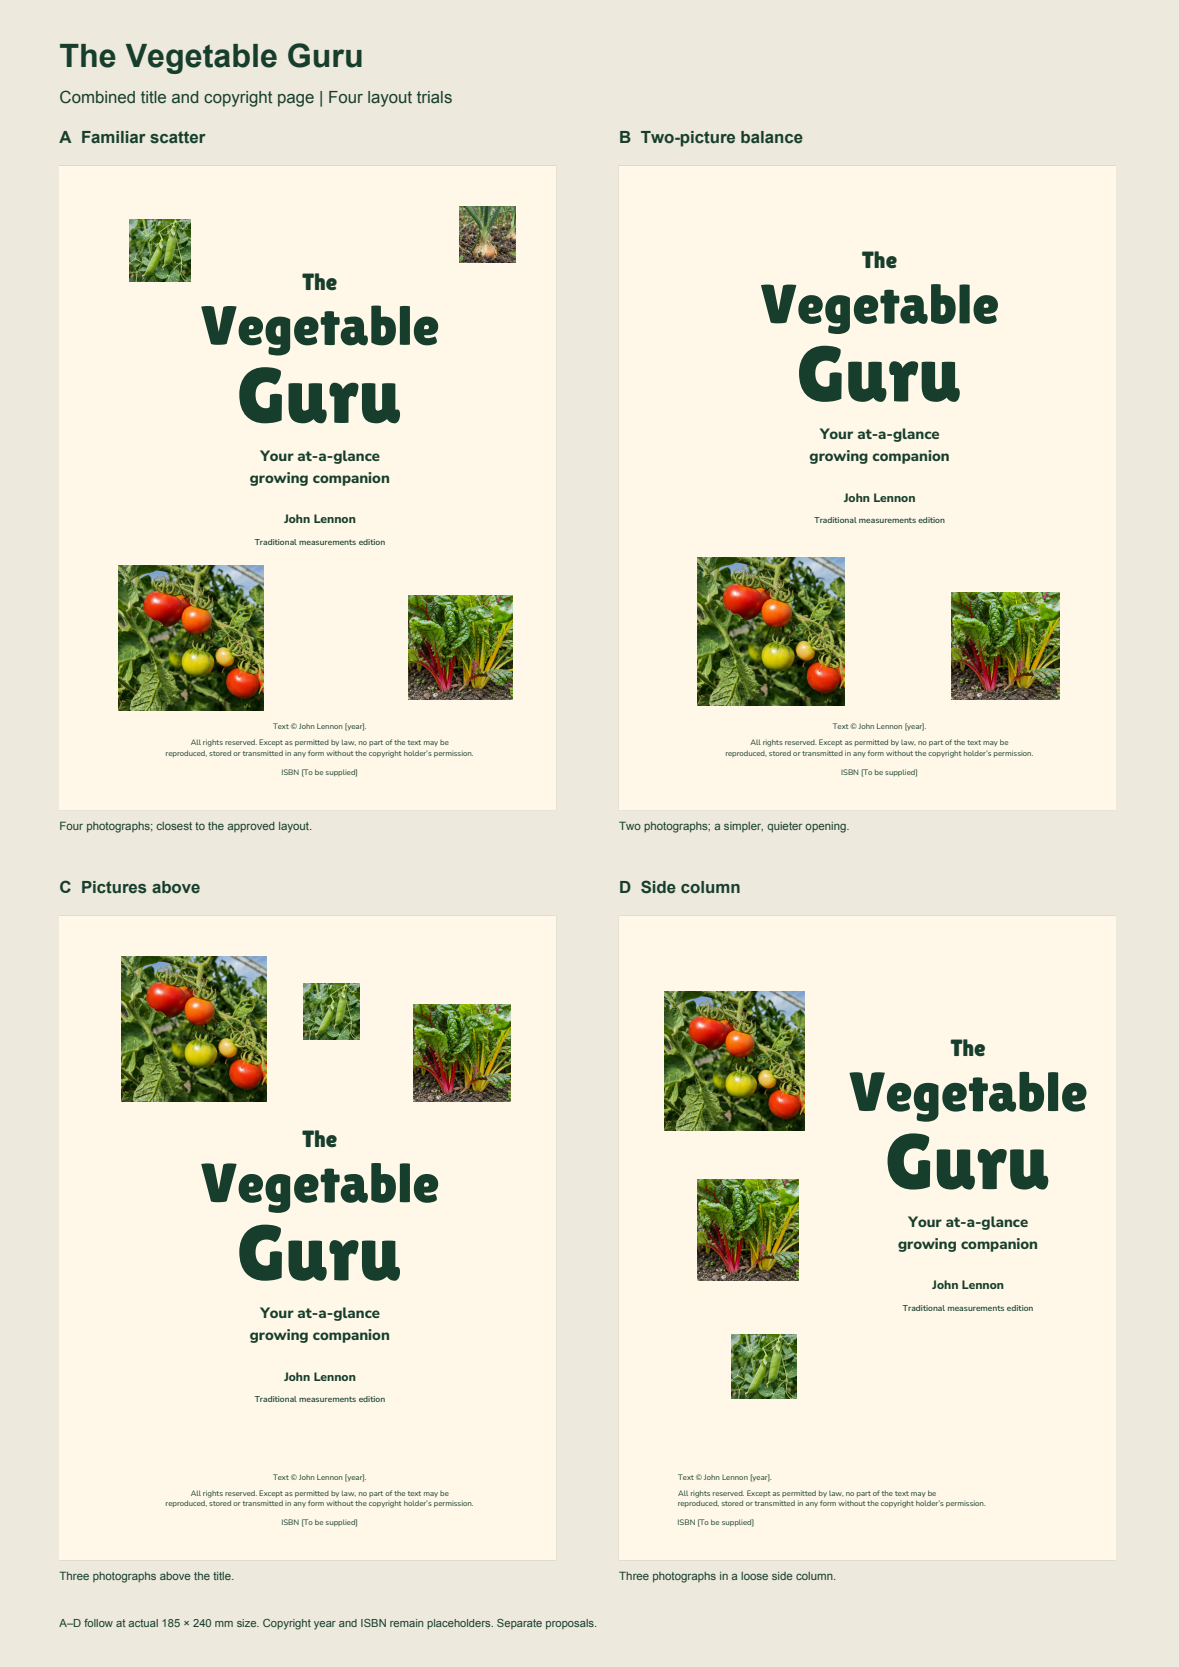 The Vegetable Guru
Combined title and copyright page | Four layout trials
A Familiar scatter
The
Vegetable
Guru
Your at-a-glance
growing companion
John Lennon
Traditional measurements edition
Text © John Lennon [year].
All rights reserved. Except as permitted by law, no part of the text may be
reproduced, stored or transmitted in any form without the copyright holder's permission.
ISBN [To be supplied]
Four photographs; closest to the approved layout.
B Two-picture balance
The
Vegetable
Guru
Your at-a-glance
growing companion
John Lennon
Traditional measurements edition
Text © John Lennon [year].
All rights reserved. Except as permitted by law, no part of the text may be
reproduced, stored or transmitted in any form without the copyright holder's permission.
ISBN [To be supplied]
Two photographs; a simpler, quieter opening.
C Pictures above
The
Vegetable
Guru
Your at-a-glance
growing companion
John Lennon
Traditional measurements edition
Text © John Lennon [year].
All rights reserved. Except as permitted by law, no part of the text may be
reproduced, stored or transmitted in any form without the copyright holder's permission.
ISBN [To be supplied]
Three photographs above the title.
D Side column
The
Vegetable
Guru
Your at-a-glance
growing companion
John Lennon
Traditional measurements edition
Text © John Lennon [year].
All rights reserved. Except as permitted by law, no part of the text may be
reproduced, stored or transmitted in any form without the copyright holder's permission.
ISBN [To be supplied]
Three photographs in a loose side column.
A–D follow at actual 185 × 240 mm size. Copyright year and ISBN remain placeholders. Separate proposals.